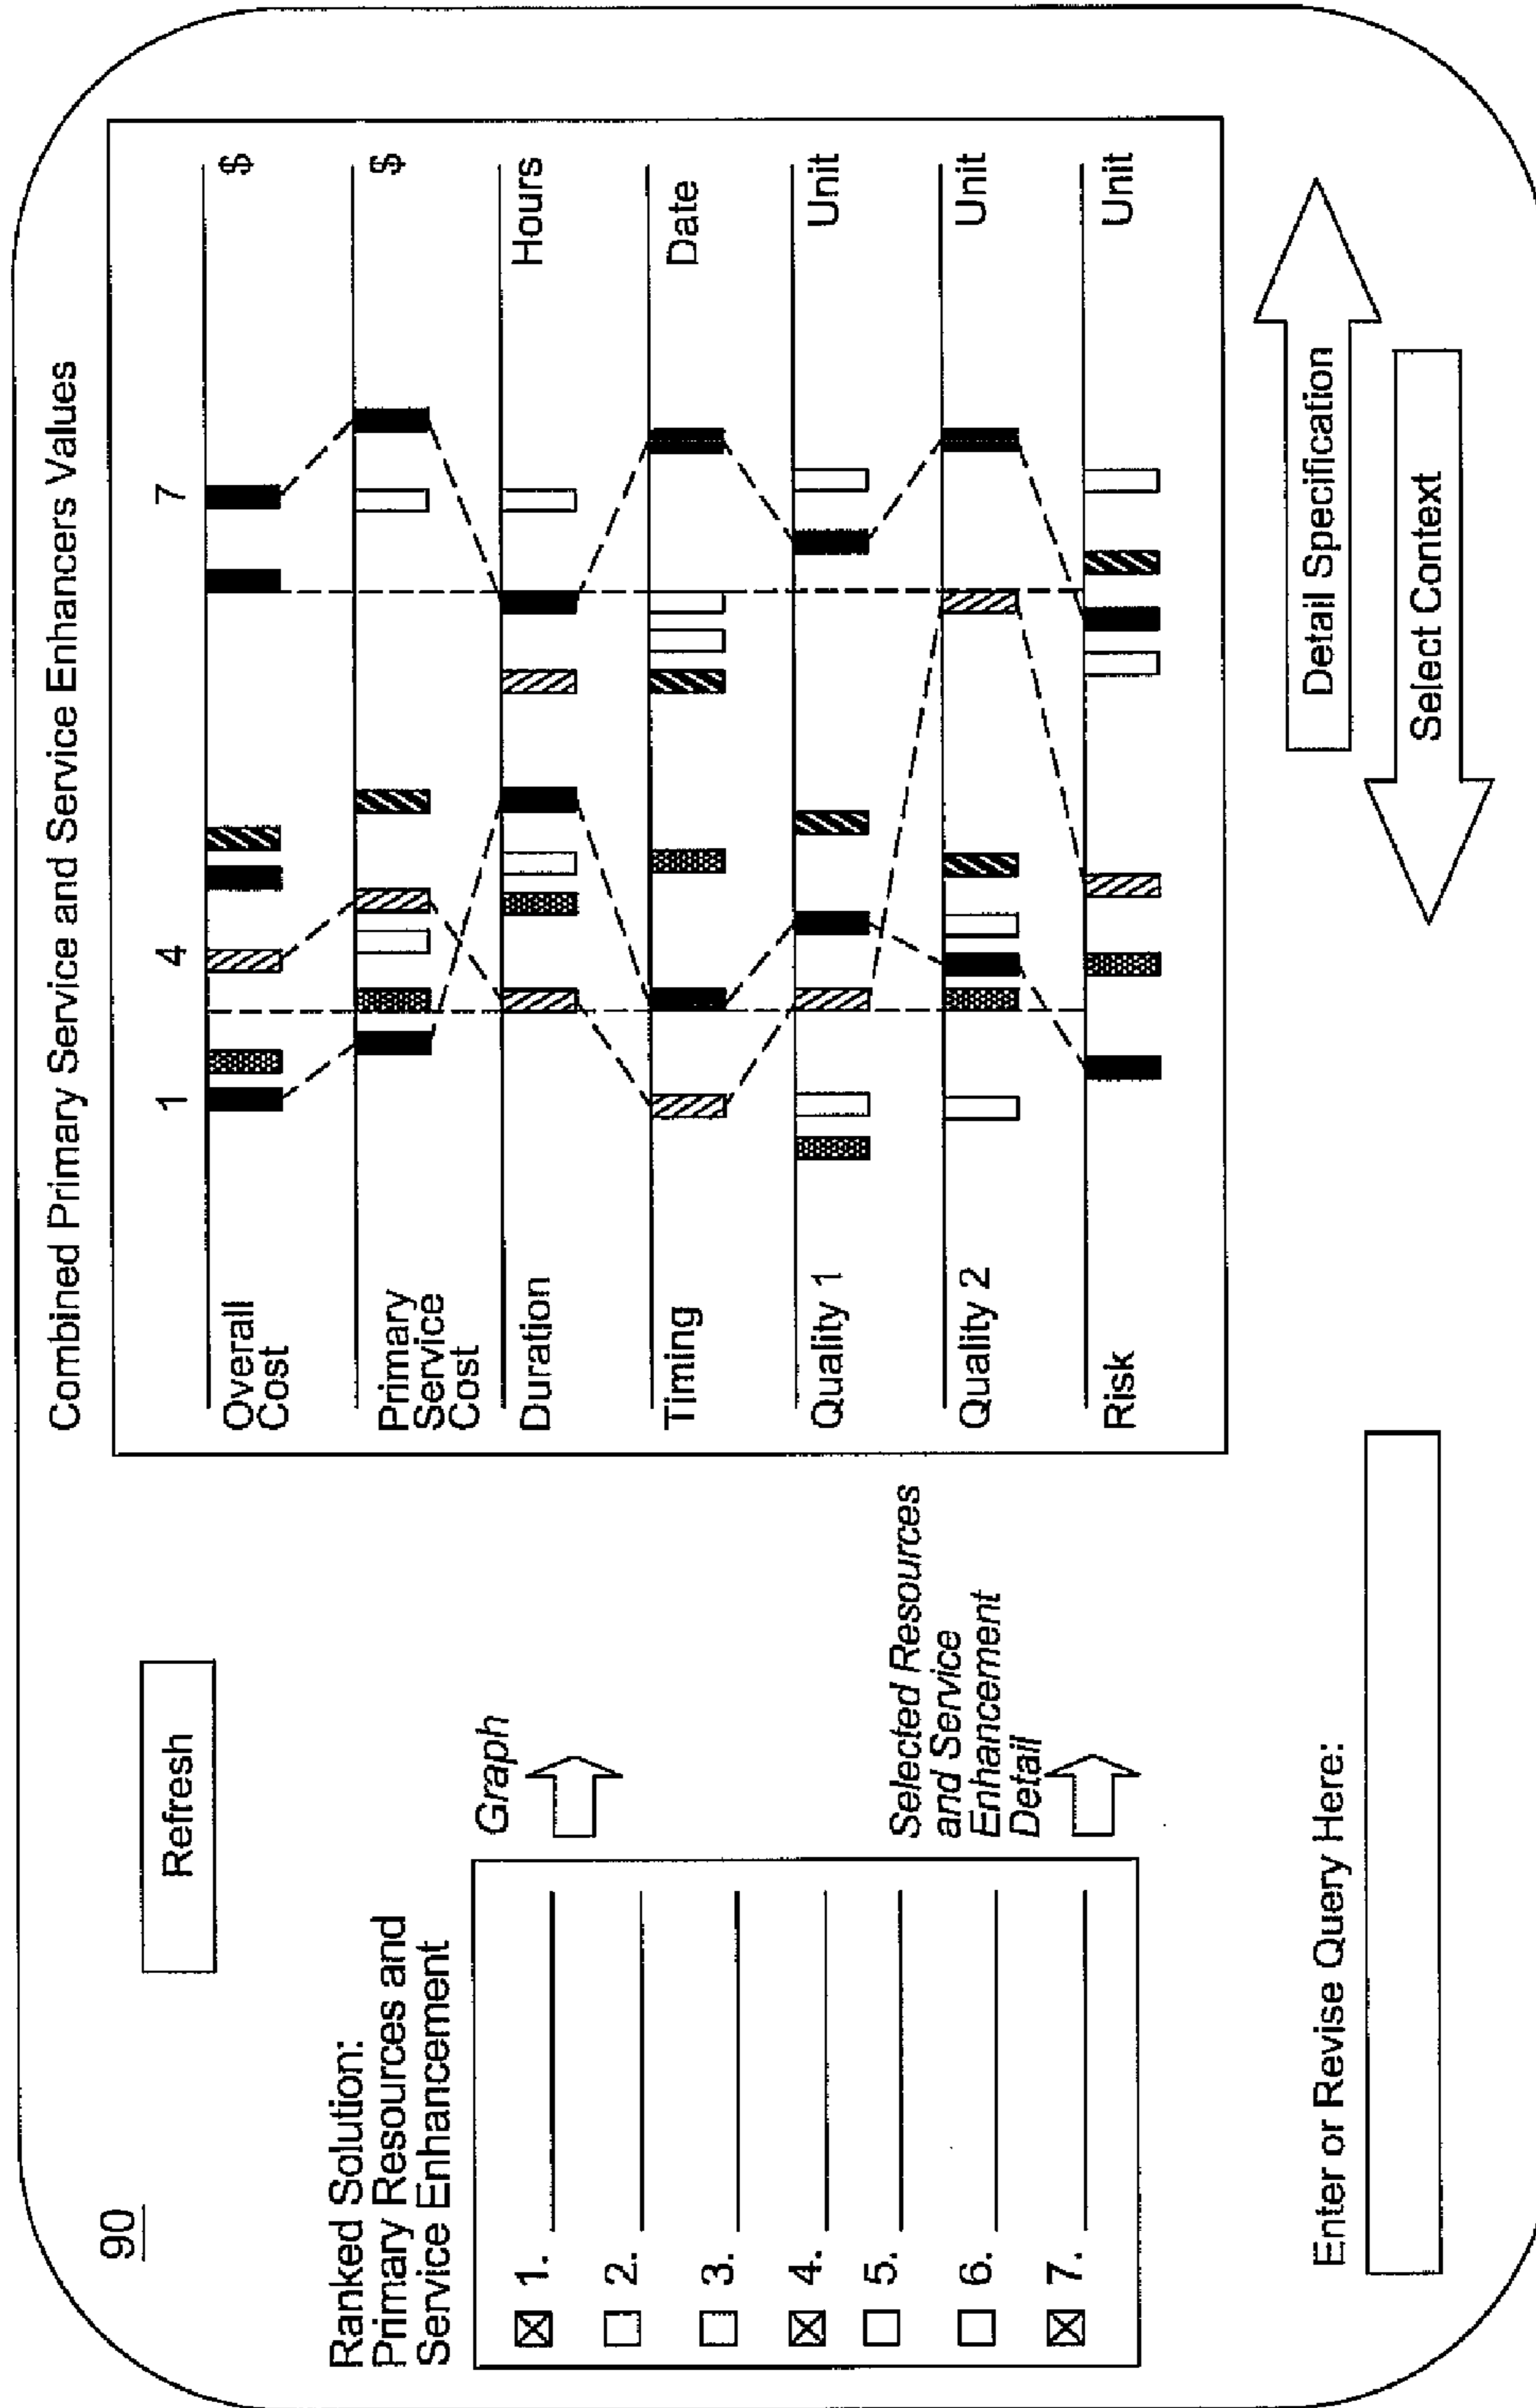 90
Refresh
Ranked Solution:
Primary Resources and
Service Enhancement
1.
2.
3.
4.
5.
6.
7.
Graph
Selected Resources
and Service
Enhancement
Detail
Enter or Revise Query Here:
Combined Primary Service and Service Enhancers Values
1 4 7
Overall
Cost
$
Primary
Service
Cost
$
Duration
Hours
Timing
Date
Quality 1
Unit
Quality 2
Unit
Risk
Unit
Detail Specification
Select Context